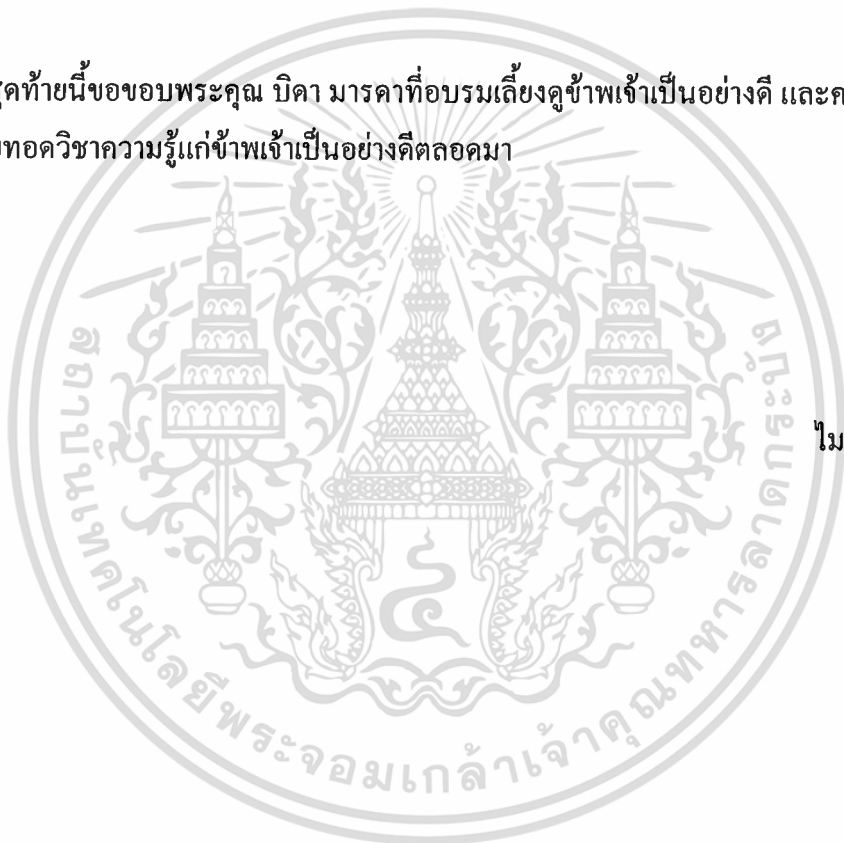 สุดท้ายนี้ขอขอบพระคุณ บิดา มารดาที่อบรมเลี้ยงดูข้าพเจ้าเป็นอย่างดี และค
ทอดวิชาความรู้แก่ข้าพเจ้าเป็นอย่างดีตลอดมา
ไม
สถาบันเทคโนโลยีพระจอมเกล้าเจ้าคุณทหารลาดกระบัง
๔